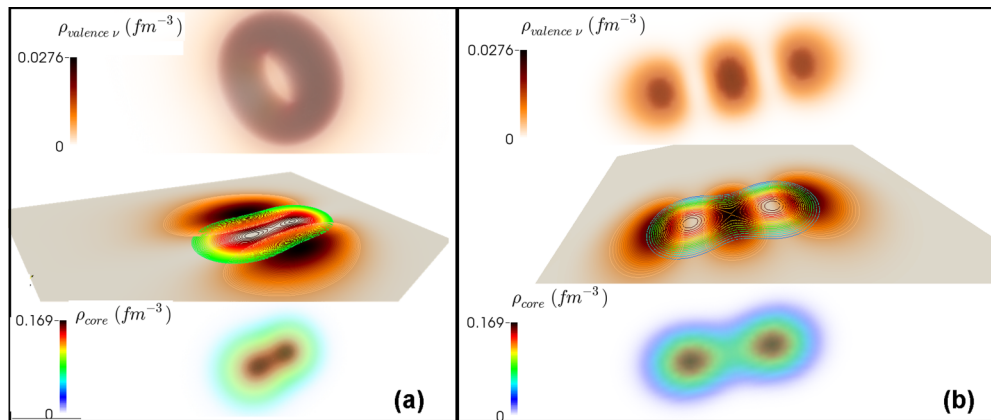 ρvalence ν (fm⁻³)
0.0276
0
ρcore (fm⁻³)
0.169
0
(a)
ρvalence ν (fm⁻³)
0.0276
0
ρcore (fm⁻³)
0.169
0
(b)